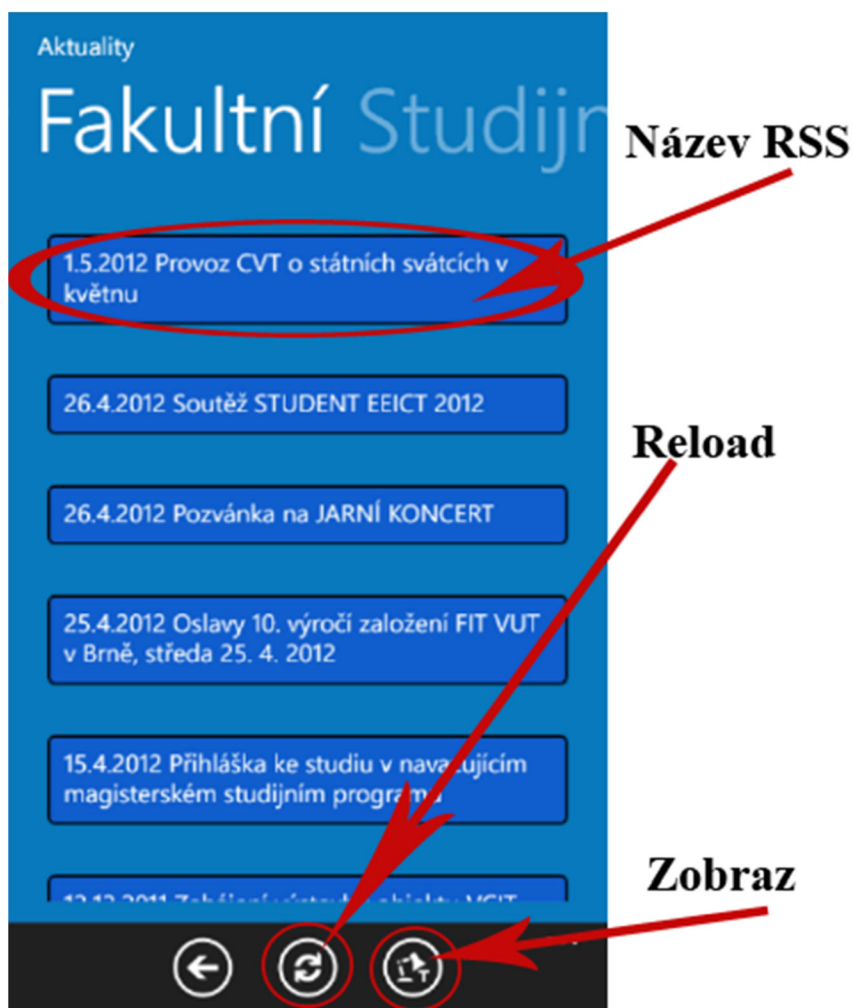 Aktuality
Fakultní Studijn
Název RSS
1.5.2012 Provoz CVT o státních svátcích v
květnu
26.4.2012 Soutěž STUDENT EEICT 2012
Reload
26.4.2012 Pozvánka na JARNÍ KONCERT
25.4.2012 Oslavy 10. výročí založení FIT VUT
v Brně, středa 25. 4. 2012
15.4.2012 Přihláška ke studiu v navazujícím
magisterském studijním programu
Zobraz